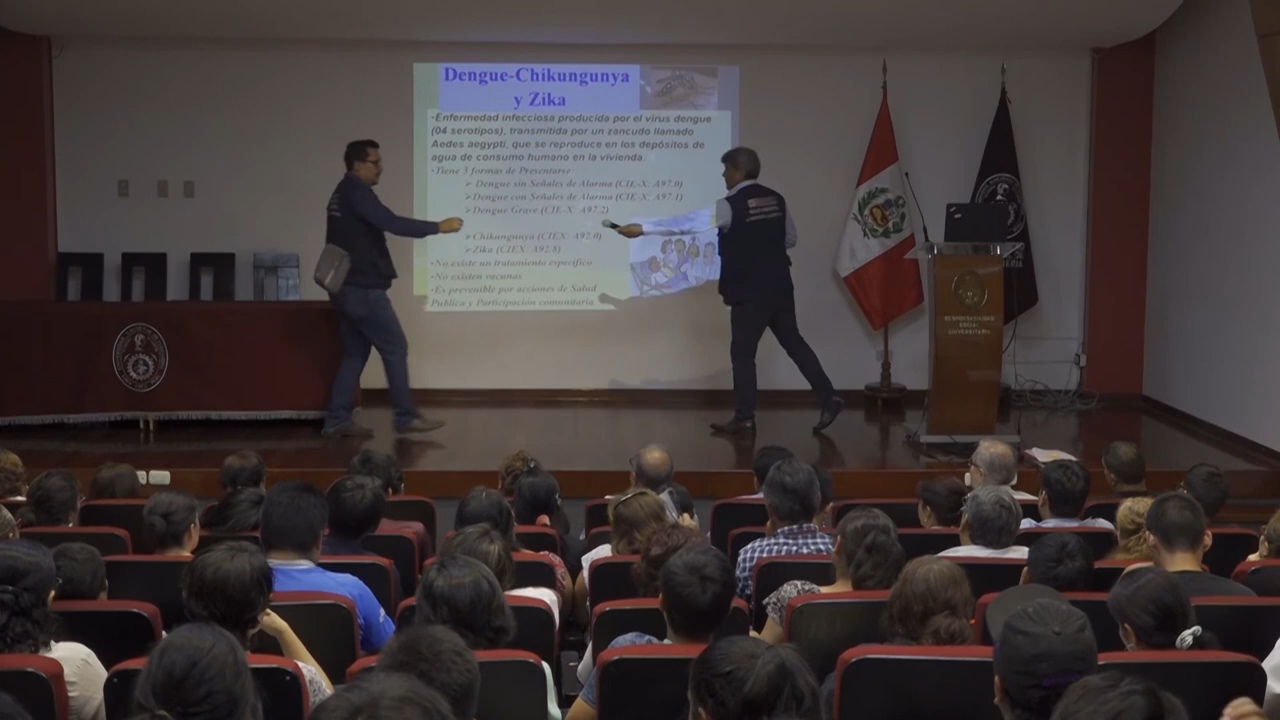 Dengue-Chikungunya
y Zika
•Enfermedad infecciosa producida por el virus dengue
(04 serotipos), transmitida por un zancudo llamado
Aedes aegypti, que se reproduce en los depósitos de
agua de consumo humano en la vivienda.
•Tiene 3 formas de Presentarse:
➢ Dengue sin Señales de Alarma (CIE-X: A97.0)
➢Dengue con Señales de Alarma (CIE-X: A97.1)
➢Dengue Grave (CIE-X: A97.2)
➢Chikungunya (CIEX: A92.0)
➢Zika (CIEX: A92.8)
•No existe un tratamiento específico
•No existen vacunas
•Es prevenible por acciones de Salud
Publica y Participación comunitaria
RESPONSABILIDAD
SOCIAL
UNIVERSITARIA